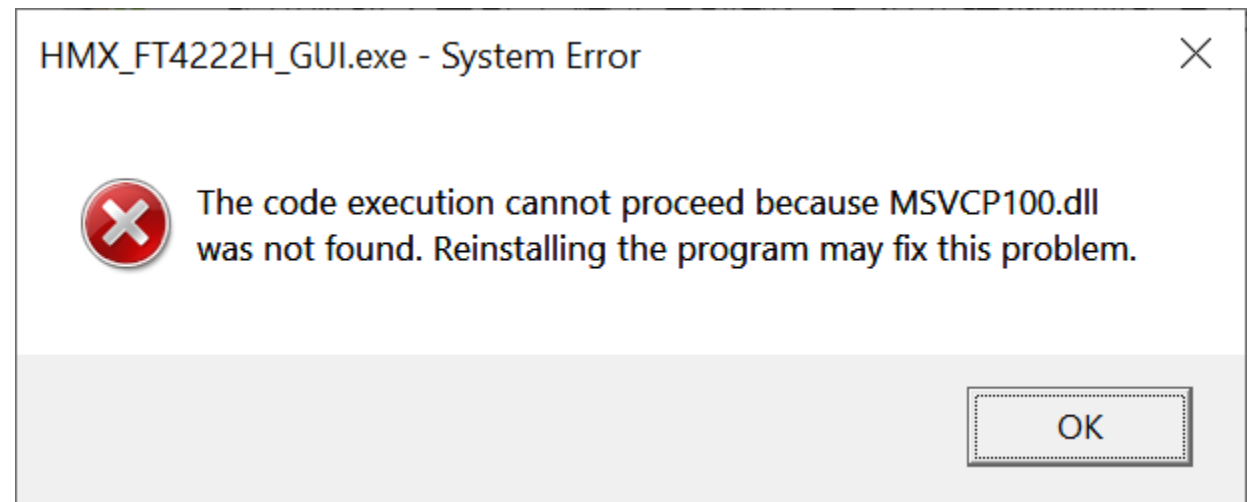 HMX_FT4222H_GUI.exe - System Error
The code execution cannot proceed because MSVCP100.dll
was not found. Reinstalling the program may fix this problem.
OK